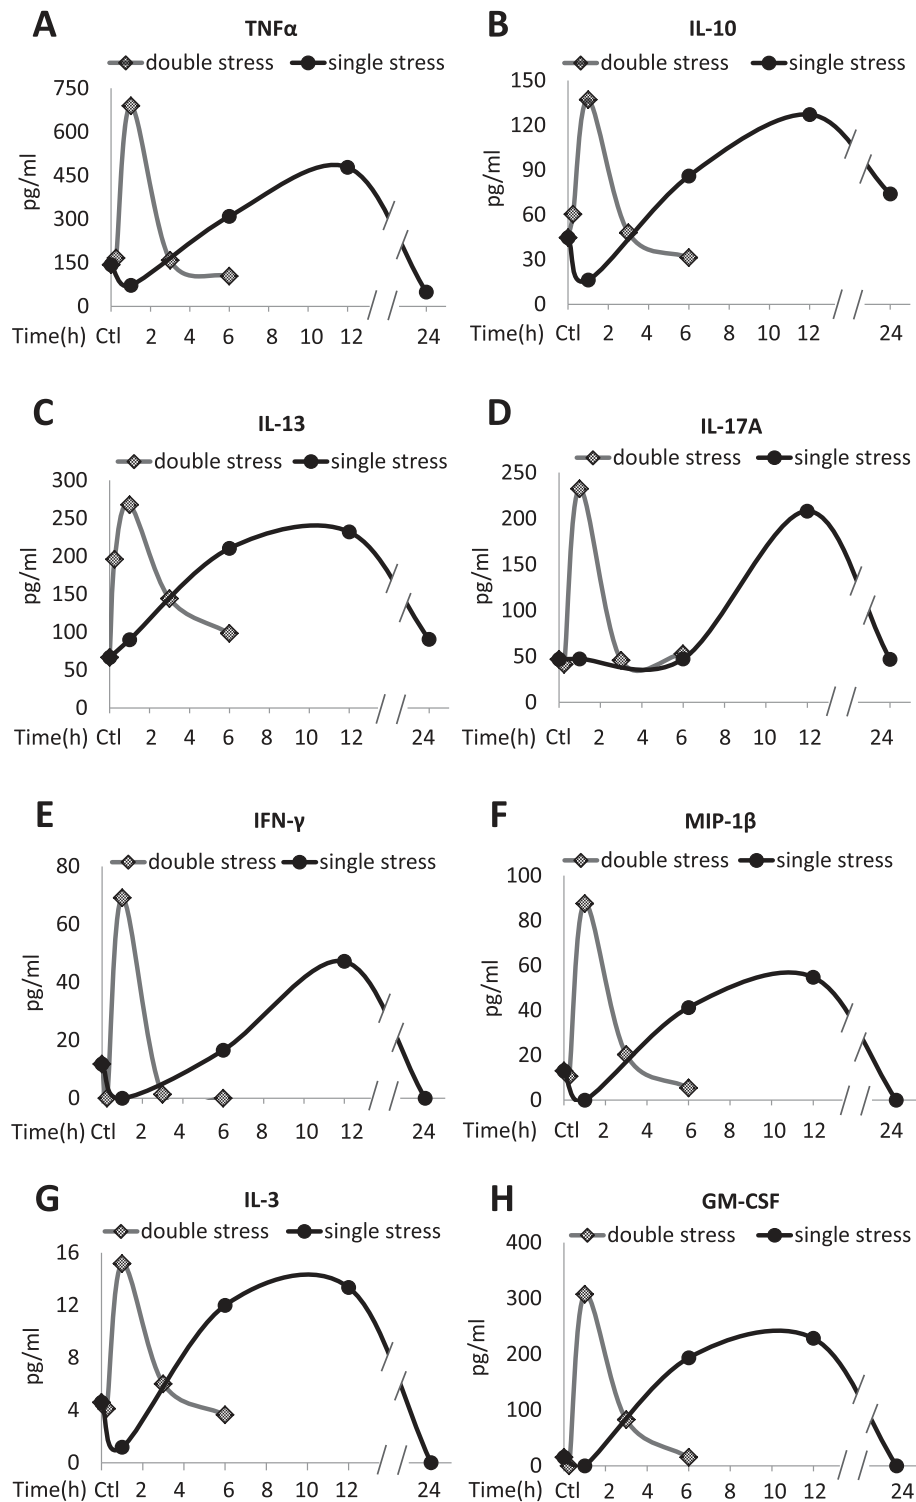 A
TNFα
double stress single stress
750
600
450
300
150
0
pg/ml
Time(h) Ctl 2 4 6 8 10 12 24
B
IL-10
double stress single stress
150
120
90
60
30
0
pg/ml
Time(h) Ctl 2 4 6 8 10 12 24
C
IL-13
double stress single stress
300
250
200
150
100
50
0
pg/ml
Time(h) Ctl 2 4 6 8 10 12 24
D
IL-17A
double stress single stress
250
200
150
100
50
0
pg/ml
Time(h) Ctl 2 4 6 8 10 12 24
E
IFN-γ
double stress single stress
80
60
40
20
0
pg/ml
Time(h) Ctl 2 4 6 8 10 12 24
F
MIP-1β
double stress single stress
100
80
60
40
20
0
pg/ml
Time(h) Ctl 2 4 6 8 10 12 24
G
IL-3
double stress single stress
16
12
8
4
0
pg/ml
Time(h) Ctl 2 4 6 8 10 12 24
H
GM-CSF
double stress single stress
400
300
200
100
0
pg/ml
Time(h) Ctl 2 4 6 8 10 12 24